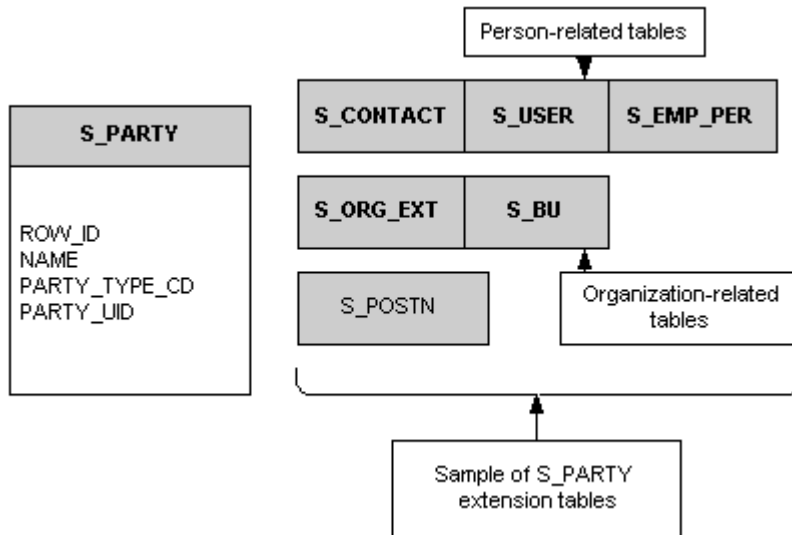 Person-related tables
S_PARTY
S_CONTACT S_USER S_EMP_PER
ROW_ID
NAME
PARTY_TYPE_CD
PARTY_UID
S_ORG_EXT S_BU
S_POSTN
Organization-related
tables
Sample of S_PARTY
extension tables